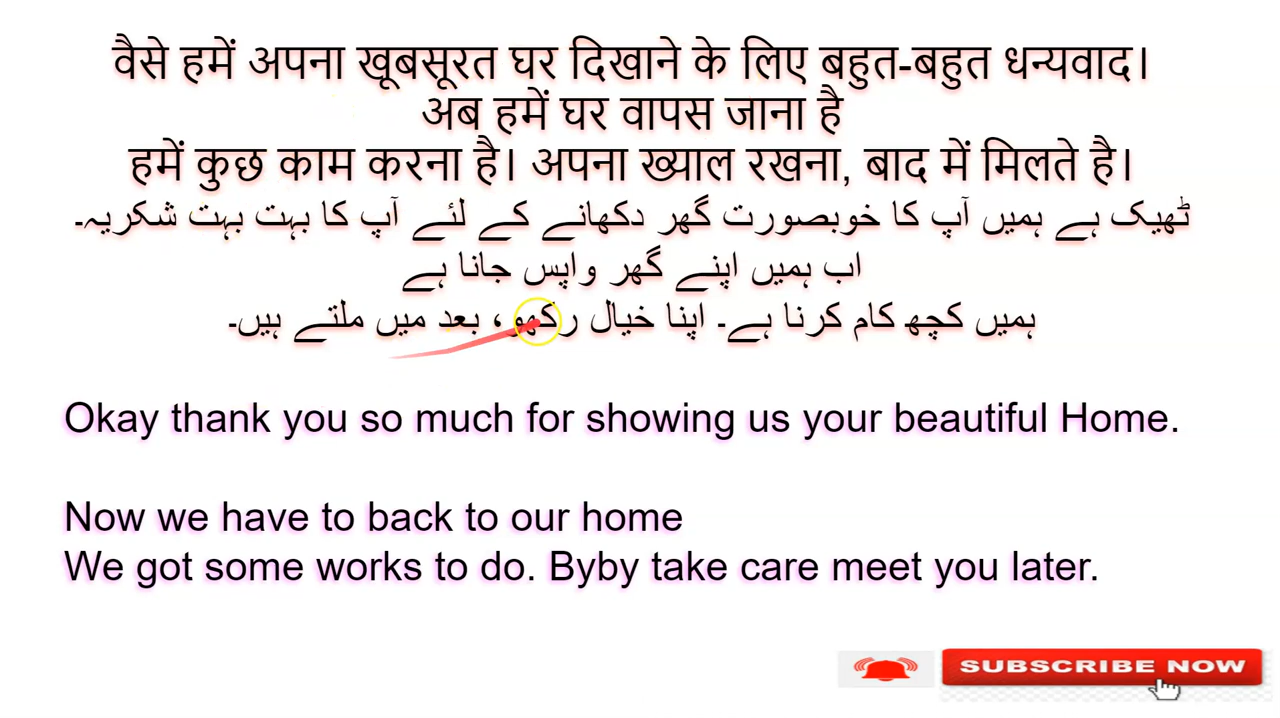 वैसे हमें अपना खूबसूरत घर दिखाने के लिए बहुत-बहुत धन्यवाद।
अब हमें घर वापस जाना है
हमें कुछ काम करना है। अपना ख्याल रखना, बाद में मिलते है।
ٹھیک ہے ہمیں آپ کا خوبصورت گھر دکھانے کے لئے آپ کا بہت بہت شکریہ۔
اب ہمیں اپنے گھر واپس جانا ہے
ہمیں کچھ کام کرنا ہے۔ اپنا خیال رکھو، بعد میں ملتے ہیں۔
Okay thank you so much for showing us your beautiful Home.
Now we have to back to our home
We got some works to do. Byby take care meet you later.
SUBSCRIBE NOW